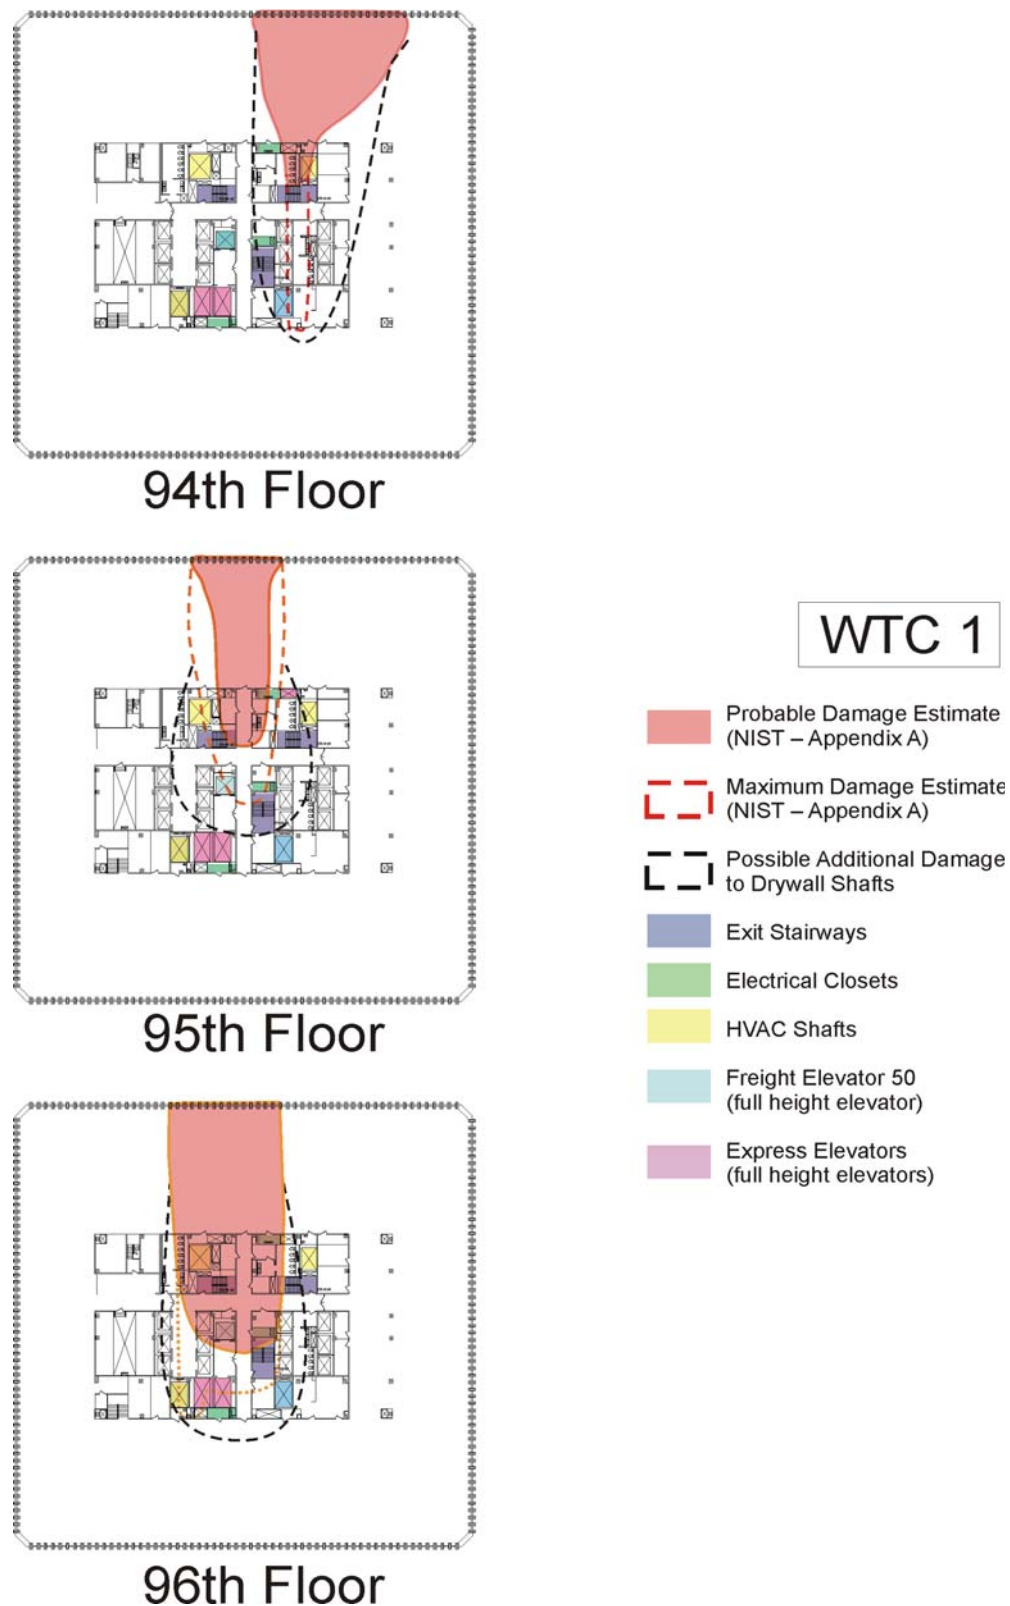 94th Floor
95th Floor
96th Floor
WTC 1
Probable Damage Estimate
(NIST – Appendix A)
Maximum Damage Estimate
(NIST – Appendix A)
Possible Additional Damage
to Drywall Shafts
Exit Stairways
Electrical Closets
HVAC Shafts
Freight Elevator 50
(full height elevator)
Express Elevators
(full height elevators)